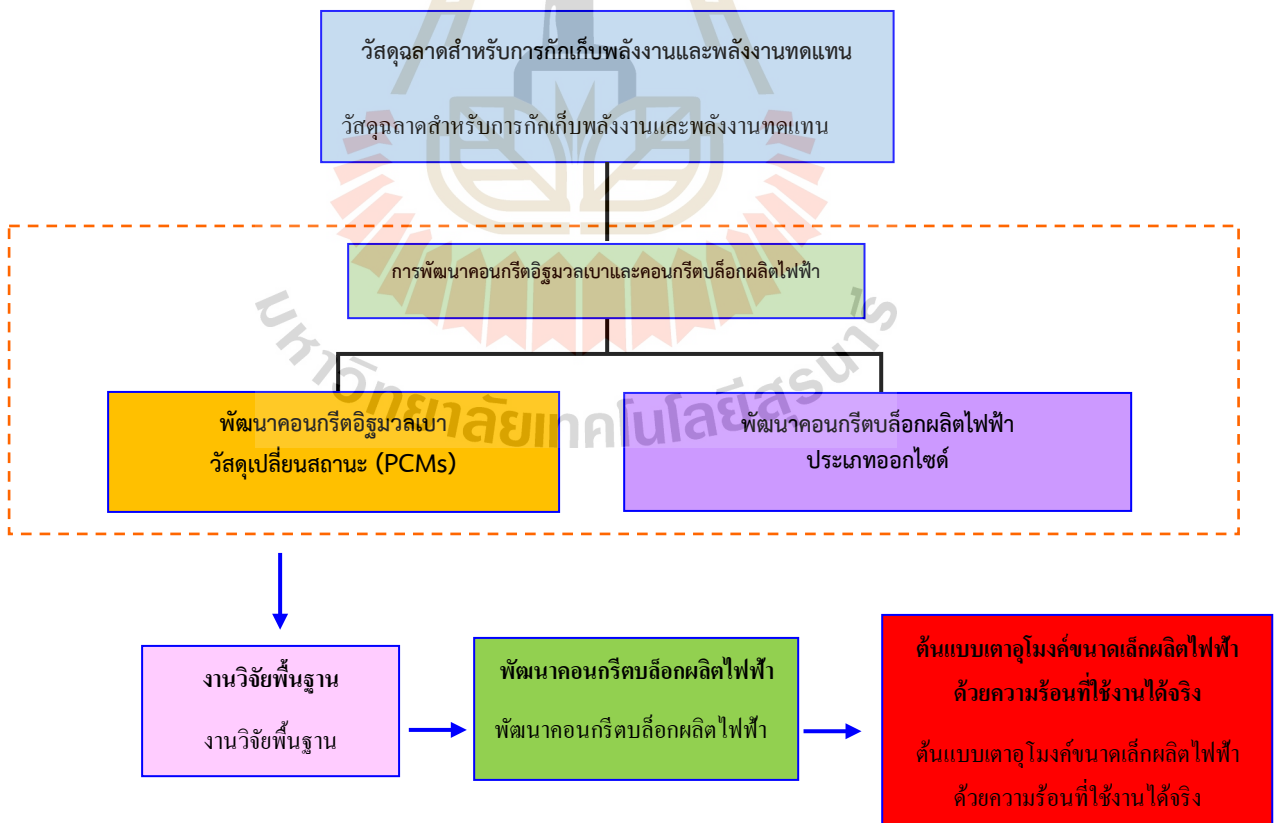 วัสดุฉลาดสำหรับการกักเก็บพลังงานและพลังงานทดแทน
วัสดุฉลาดสำหรับการกักเก็บพลังงานและพลังงานทดแทน
การพัฒนาคอนกรีตอิฐมวลเบาและคอนกรีตบล็อกผลิตไฟฟ้า
พัฒนาคอนกรีตอิฐมวลเบา
วัสดุเปลี่ยนสถานะ (PCMs)
พัฒนาคอนกรีตบล็อกผลิตไฟฟ้า
ประเภทออกไซด์
มหาวิทยาลัยเทคโนโลยีสุรนารี
งานวิจัยพื้นฐาน
งานวิจัยพื้นฐาน
พัฒนาคอนกรีตบล็อกผลิตไฟฟ้า
พัฒนาคอนกรีตบล็อกผลิตไฟฟ้า
ต้นแบบเตาอุโมงค์ขนาดเล็กผลิตไฟฟ้า
ด้วยความร้อนที่ใช้งานได้จริง
ต้นแบบเตาอุโมงค์ขนาดเล็กผลิตไฟฟ้า
ด้วยความร้อนที่ใช้งานได้จริง